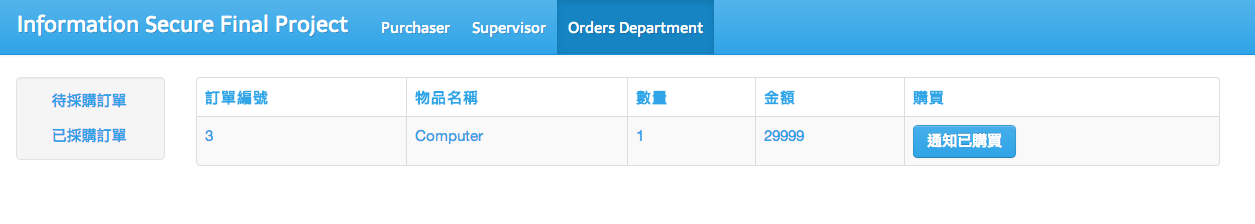 Information Secure Final Project Purchaser Supervisor Orders Department
待採購訂單
已採購訂單
訂單編號 物品名稱 數量 金額 購買
3 Computer 1 29999 通知已購買